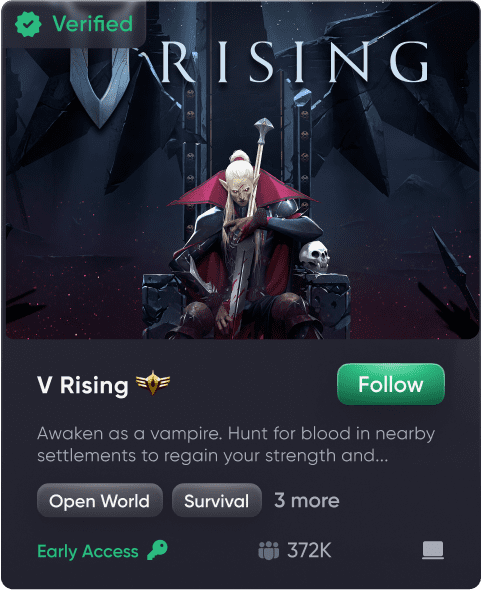 Verified
V RISING
V Rising
Follow
Awaken as a vampire. Hunt for blood in nearby
settlements to regain your strength and...
Open World
Survival
3 more
Early Access
372K